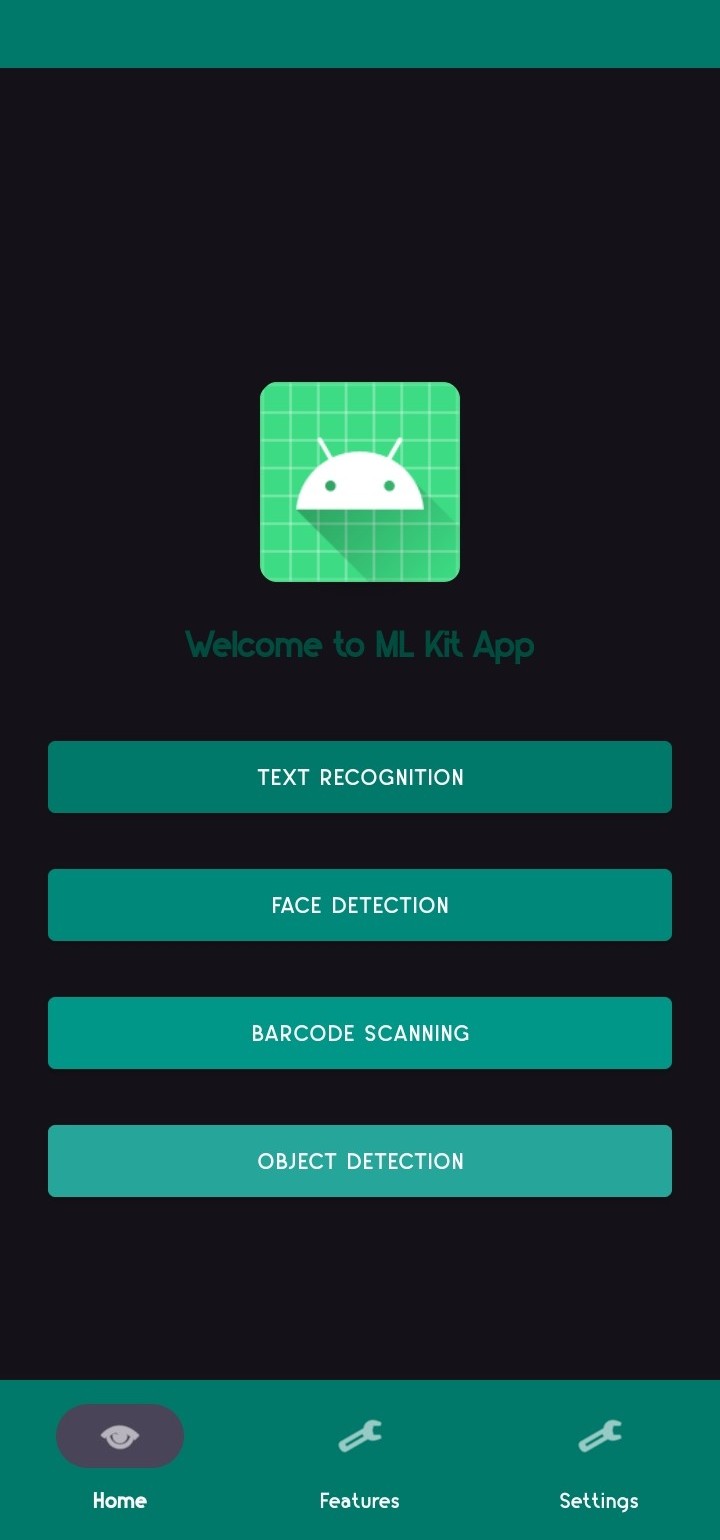 Welcome to ML Kit App
TEXT RECOGNITION
FACE DETECTION
BARCODE SCANNING
OBJECT DETECTION
Home
Features
Settings